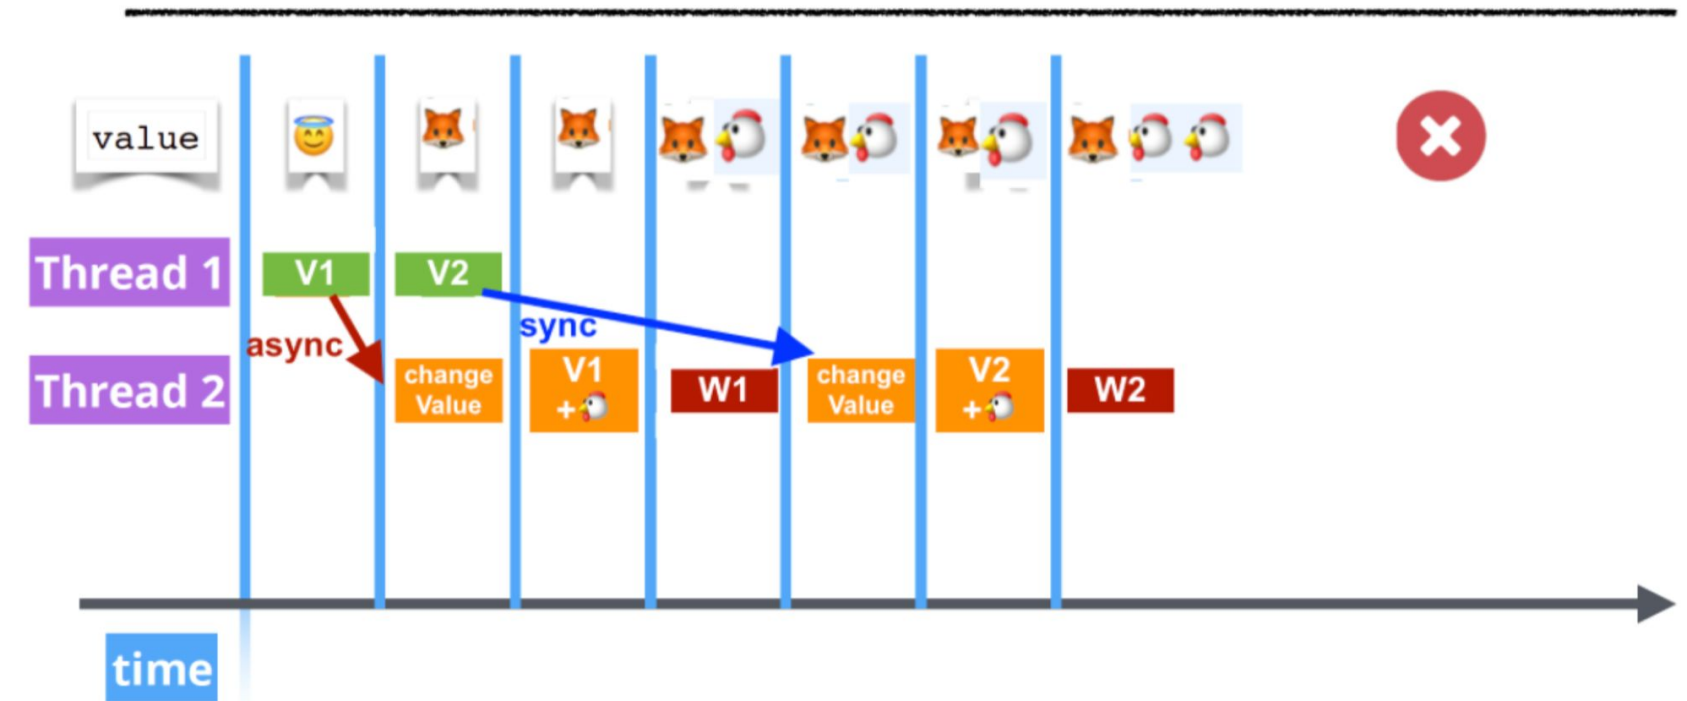 value
Thread 1
V1
V2
async
sync
Thread 2
change
Value
V1
+🐔
W1
change
Value
V2
+🐔
W2
time